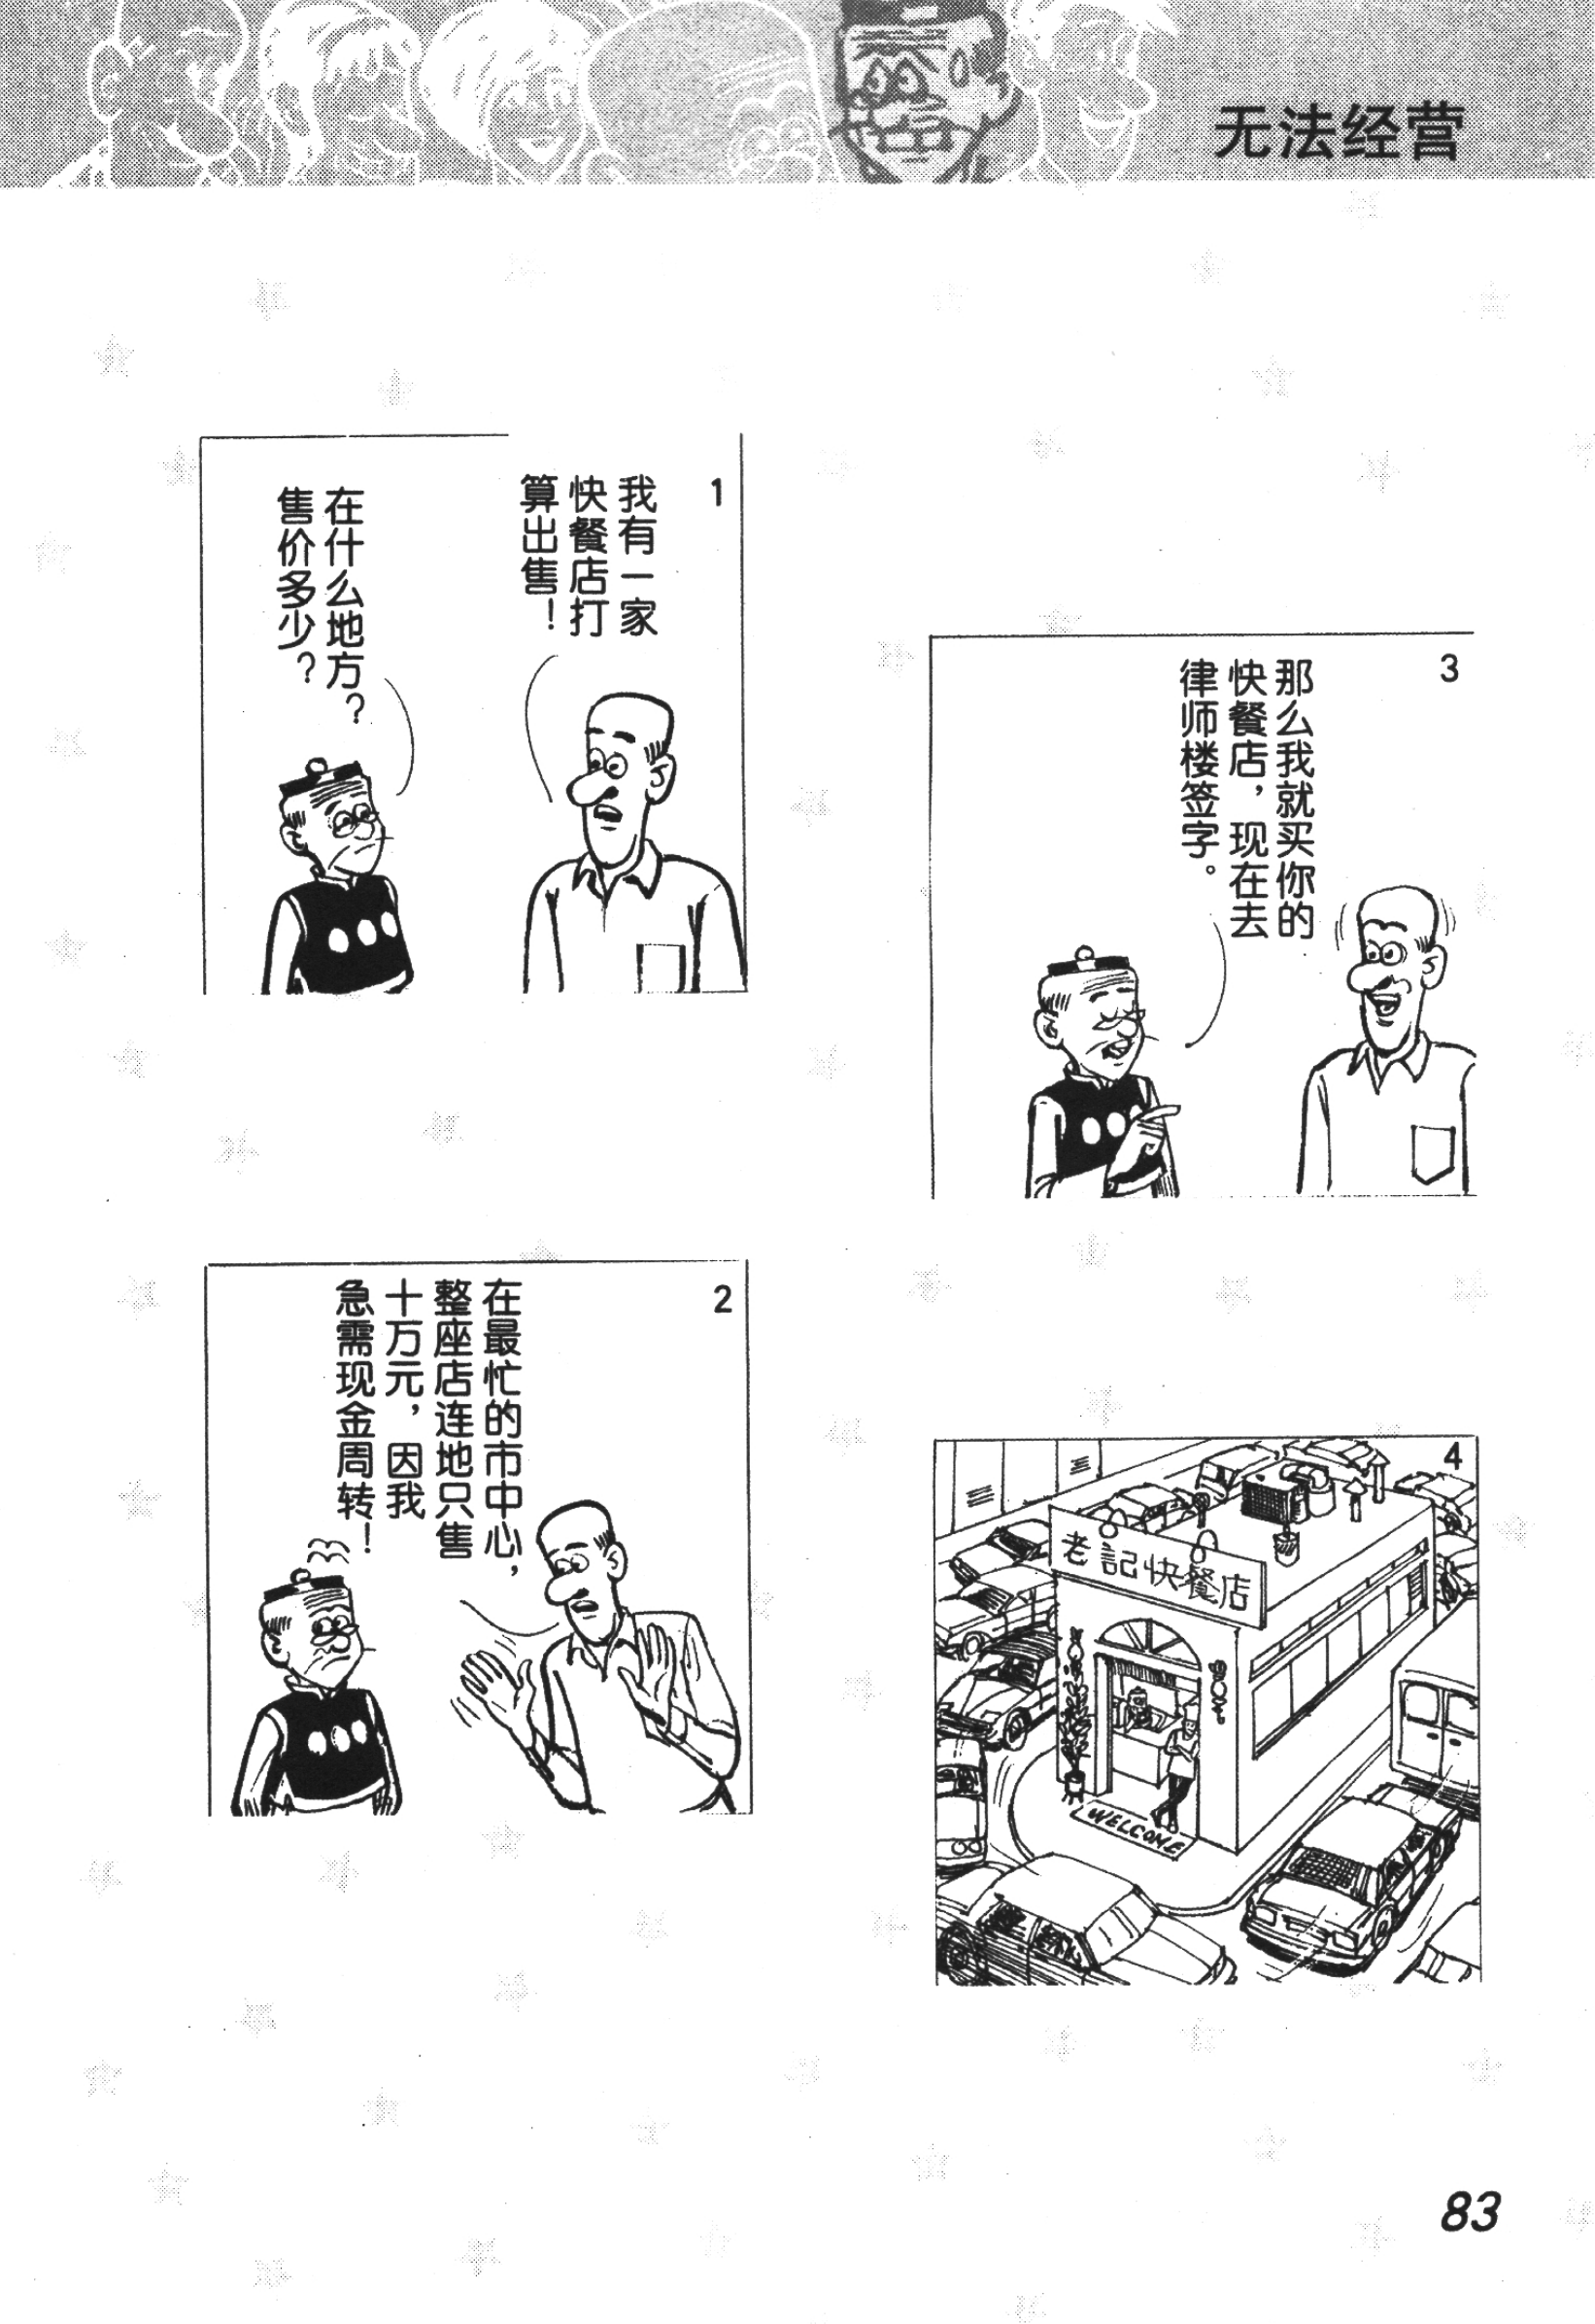 无法经营
1
我有一家
快餐店打
算出售！
在什么地方？
售价多少？
2
在最忙的市中心，
整座店连地只售
十万元，因我
急需现金周转！
3
那么我就买你的
快餐店，现在去
律师楼签字。
4
老記快餐店
WELCOME
83